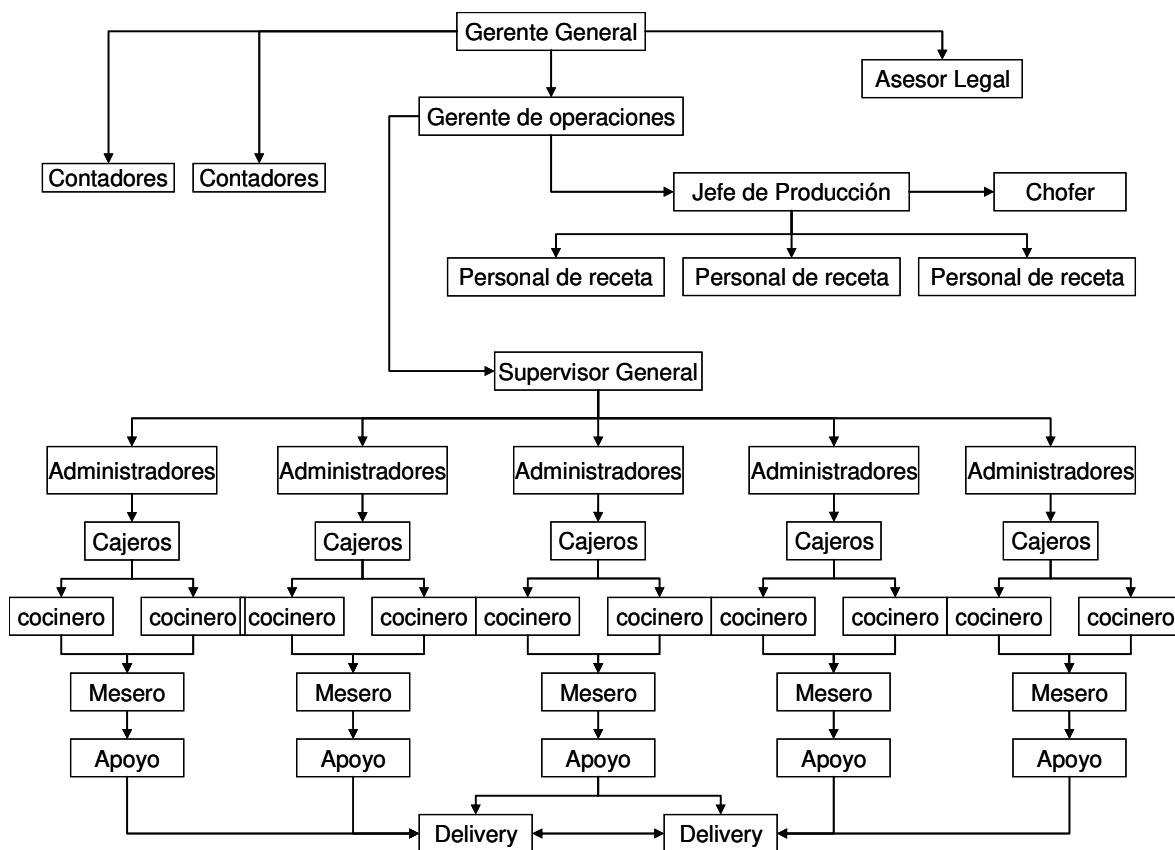 Gerente General
Asesor Legal
Gerente de operaciones
Contadores
Contadores
Jefe de Producción
Chofer
Personal de receta
Personal de receta
Personal de receta
Supervisor General
Administradores
Administradores
Administradores
Administradores
Administradores
Cajeros
Cajeros
Cajeros
Cajeros
Cajeros
cocinero
cocinero
cocinero
cocinero
cocinero
cocinero
cocinero
cocinero
cocinero
cocinero
Mesero
Mesero
Mesero
Mesero
Mesero
Apoyo
Apoyo
Apoyo
Apoyo
Apoyo
Delivery
Delivery